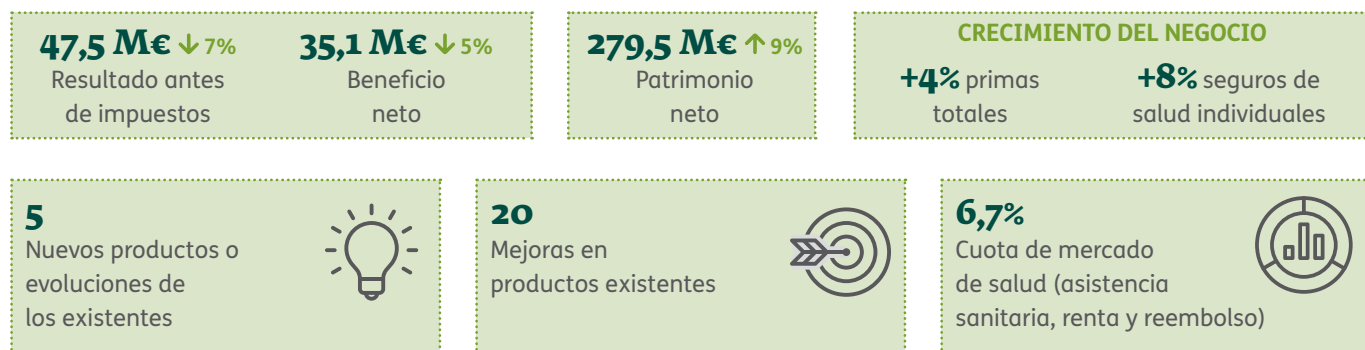 47,5 M€ ↓ 7%
Resultado antes
de impuestos
35,1 M€ ↓ 5%
Beneficio
neto
279,5 M€ ↑ 9%
Patrimonio
neto
CRECIMIENTO DEL NEGOCIO
+4% primas
totales
+8% seguros de
salud individuales
5
Nuevos productos o
evoluciones de
los existentes
20
Mejoras en
productos existentes
6,7%
Cuota de mercado
de salud (asistencia
sanitaria, renta y reembolso)